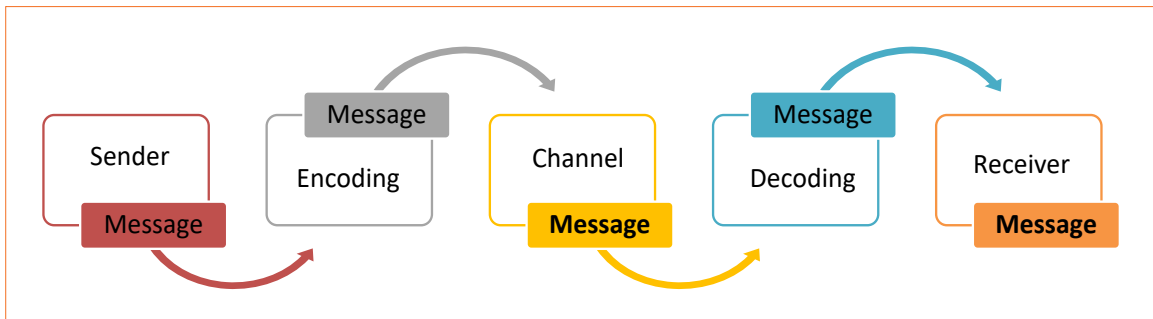 Sender
Message
Message
Encoding
Channel
Message
Message
Decoding
Receiver
Message